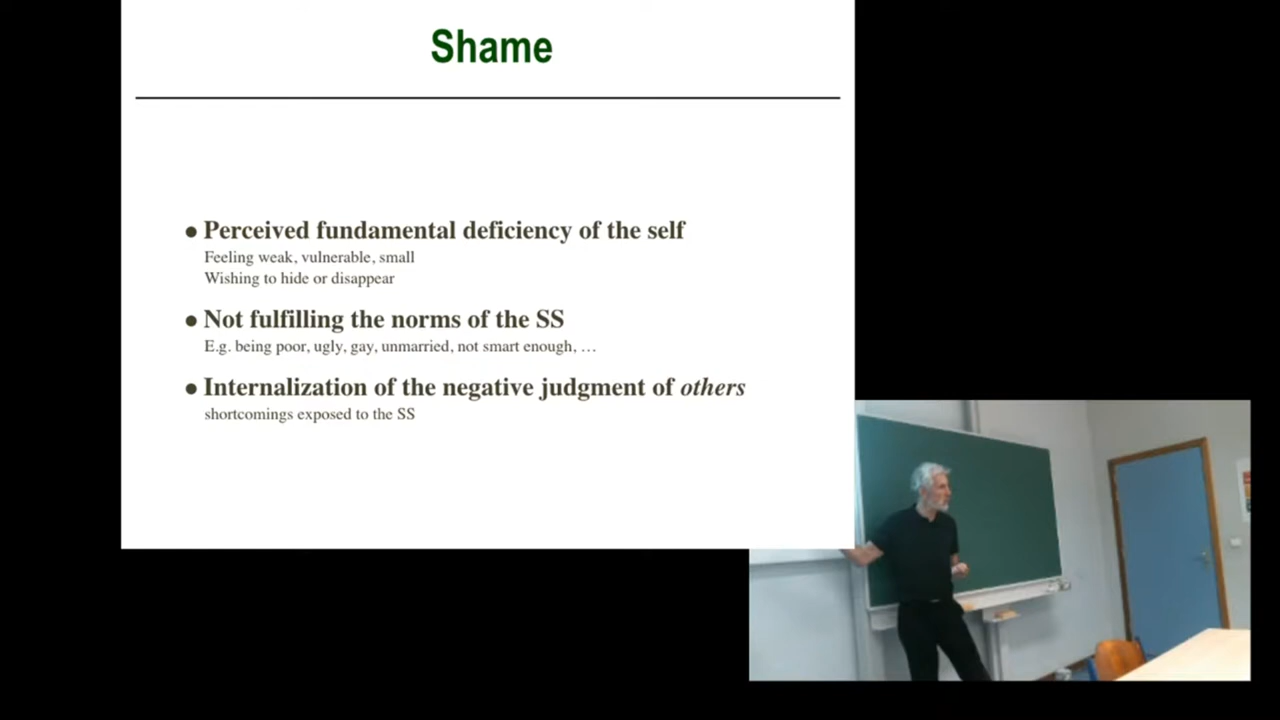 Shame
● Perceived fundamental deficiency of the self
Feeling weak, vulnerable, small
Wishing to hide or disappear
● Not fulfilling the norms of the SS
E.g. being poor, ugly, gay, unmarried, not smart enough, …
● Internalization of the negative judgment of others
shortcomings exposed to the SS